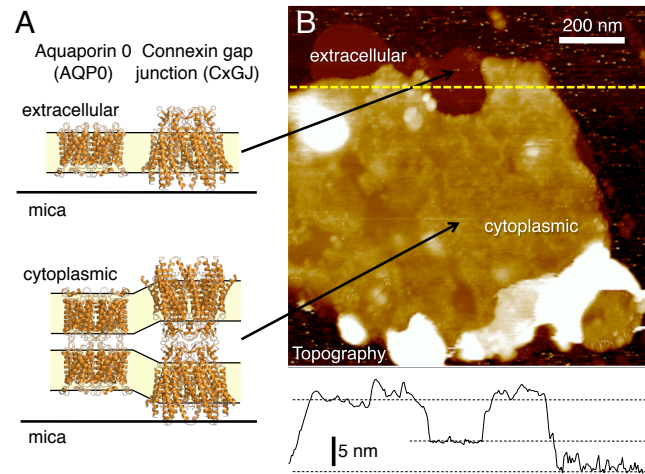 A
Aquaporin 0
(AQP0)
Connexin gap
junction (CxGJ)
extracellular
mica
cytoplasmic
mica
B
200 nm
extracellular
cytoplasmic
Topography
5 nm